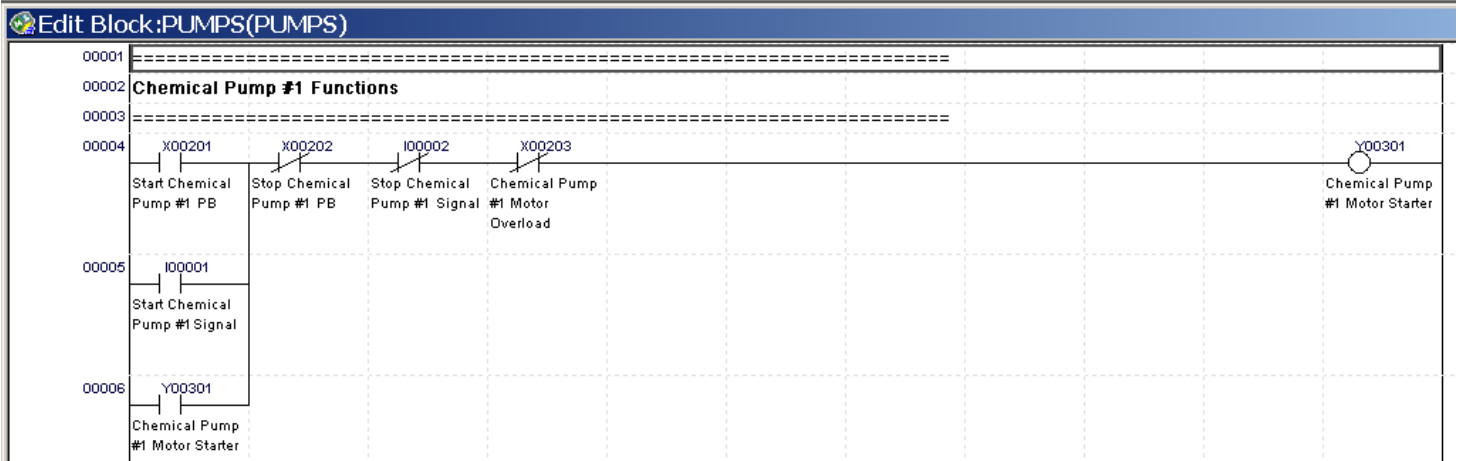 Edit Block:PUMPS(PUMPS)
00001 =====================================================================
00002 Chemical Pump #1 Functions
00003 =====================================================================
00004 X00201 X00202 I00002 X00203 Y00301
Start Chemical Stop Chemical Stop Chemical Chemical Pump Chemical Pump
Pump #1 PB Pump #1 PB Pump #1 Signal #1 Motor #1 Motor Starter
Overload
00005 I00001
Start Chemical
Pump #1 Signal
00006 Y00301
Chemical Pump
#1 Motor Starter